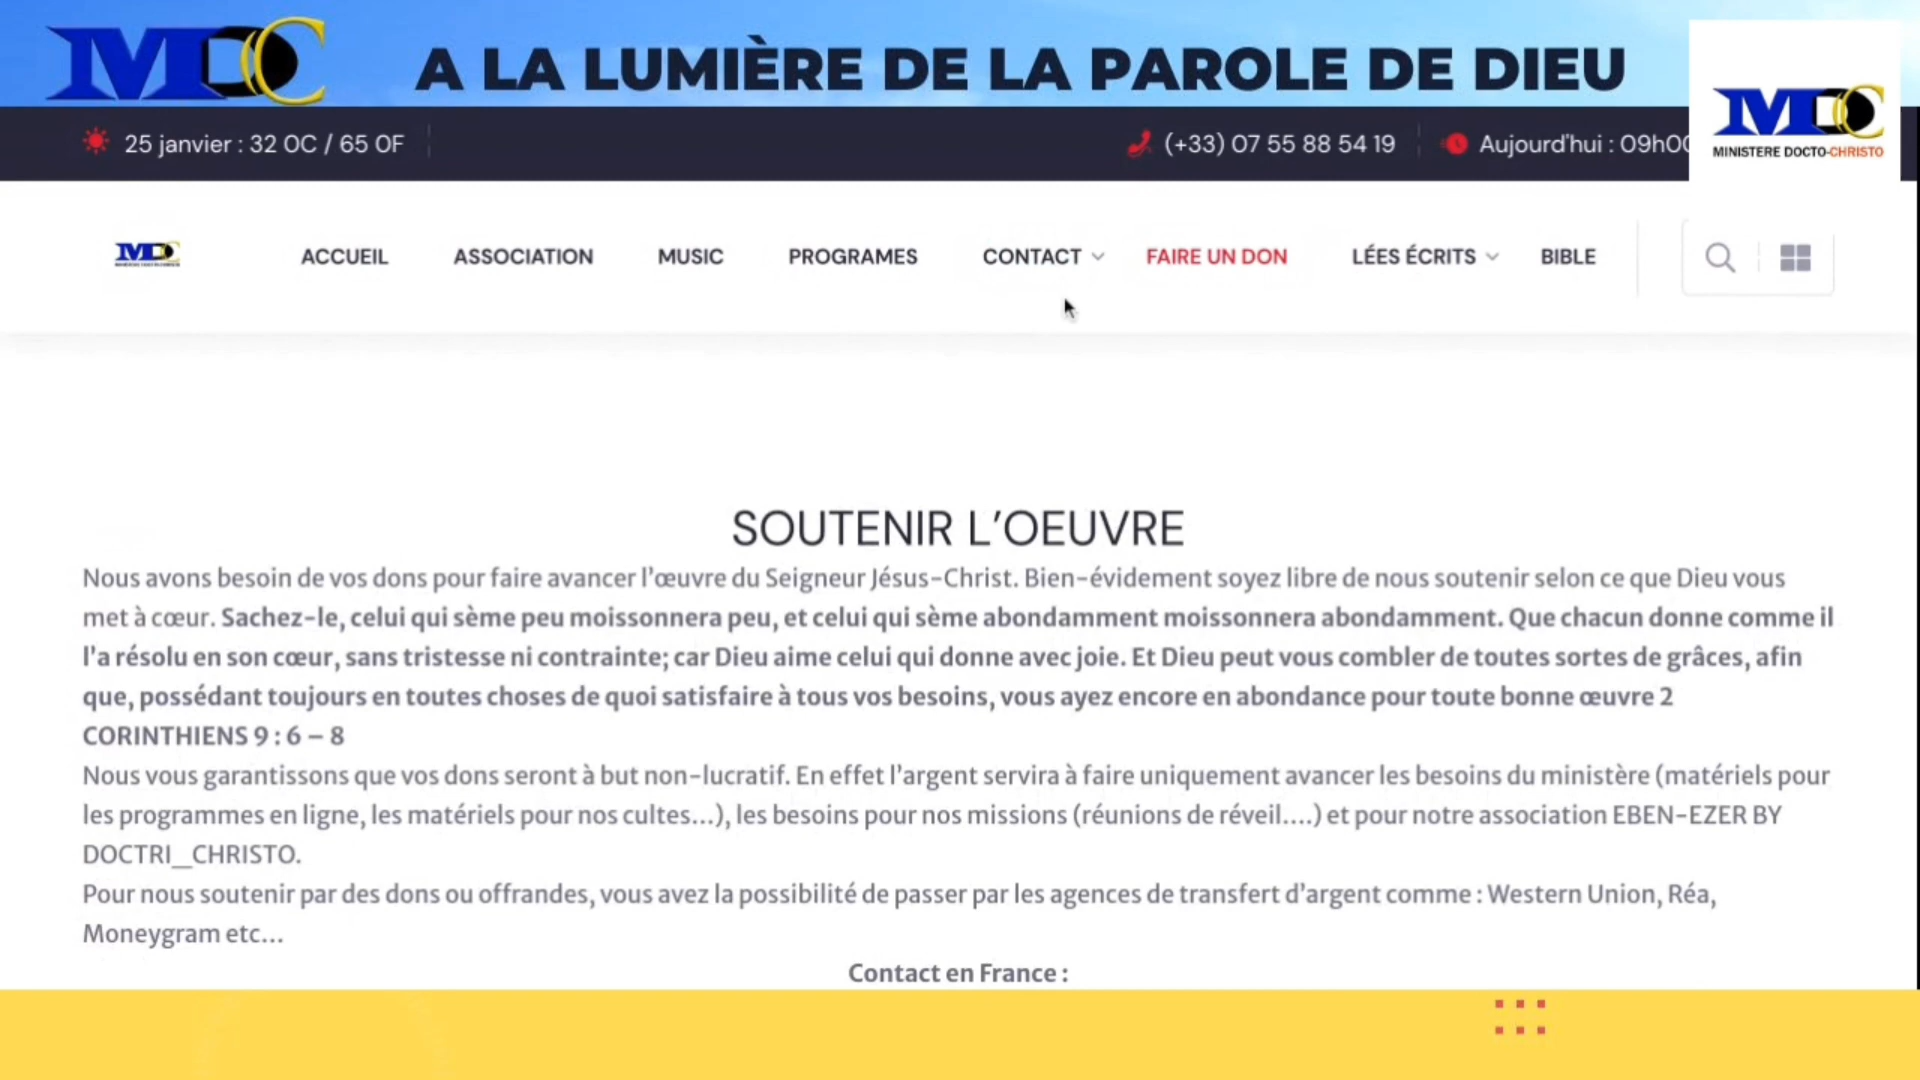 MDC
A LA LUMIÈRE DE LA PAROLE DE DIEU
MDC
MINISTERE DOCTO-CHRISTO
25 janvier : 32 OC / 65 OF
(+33) 07 55 88 54 19
Aujourd'hui : 09h00
MDC
ACCUEIL
ASSOCIATION
MUSIC
PROGRAMES
CONTACT
FAIRE UN DON
LÉES ÉCRITS
BIBLE
SOUTENIR L'OEUVRE
Nous avons besoin de vos dons pour faire avancer l'œuvre du Seigneur Jésus-Christ. Bien-évidement soyez libre de nous soutenir selon ce que Dieu vous
met à cœur. Sachez-le, celui qui sème peu moissonnera peu, et celui qui sème abondamment moissonnera abondamment. Que chacun donne comme il
l'a résolu en son cœur, sans tristesse ni contrainte; car Dieu aime celui qui donne avec joie. Et Dieu peut vous combler de toutes sortes de grâces, afin
que, possédant toujours en toutes choses de quoi satisfaire à tous vos besoins, vous ayez encore en abondance pour toute bonne œuvre 2
CORINTHIENS 9 : 6 – 8
Nous vous garantissons que vos dons seront à but non-lucratif. En effet l'argent servira à faire uniquement avancer les besoins du ministère (matériels pour
les programmes en ligne, les matériels pour nos cultes...), les besoins pour nos missions (réunions de réveil....) et pour notre association EBEN-EZER BY
DOCTRI_CHRISTO.
Pour nous soutenir par des dons ou offrandes, vous avez la possibilité de passer par les agences de transfert d'argent comme : Western Union, Réa,
Moneygram etc...
Contact en France :